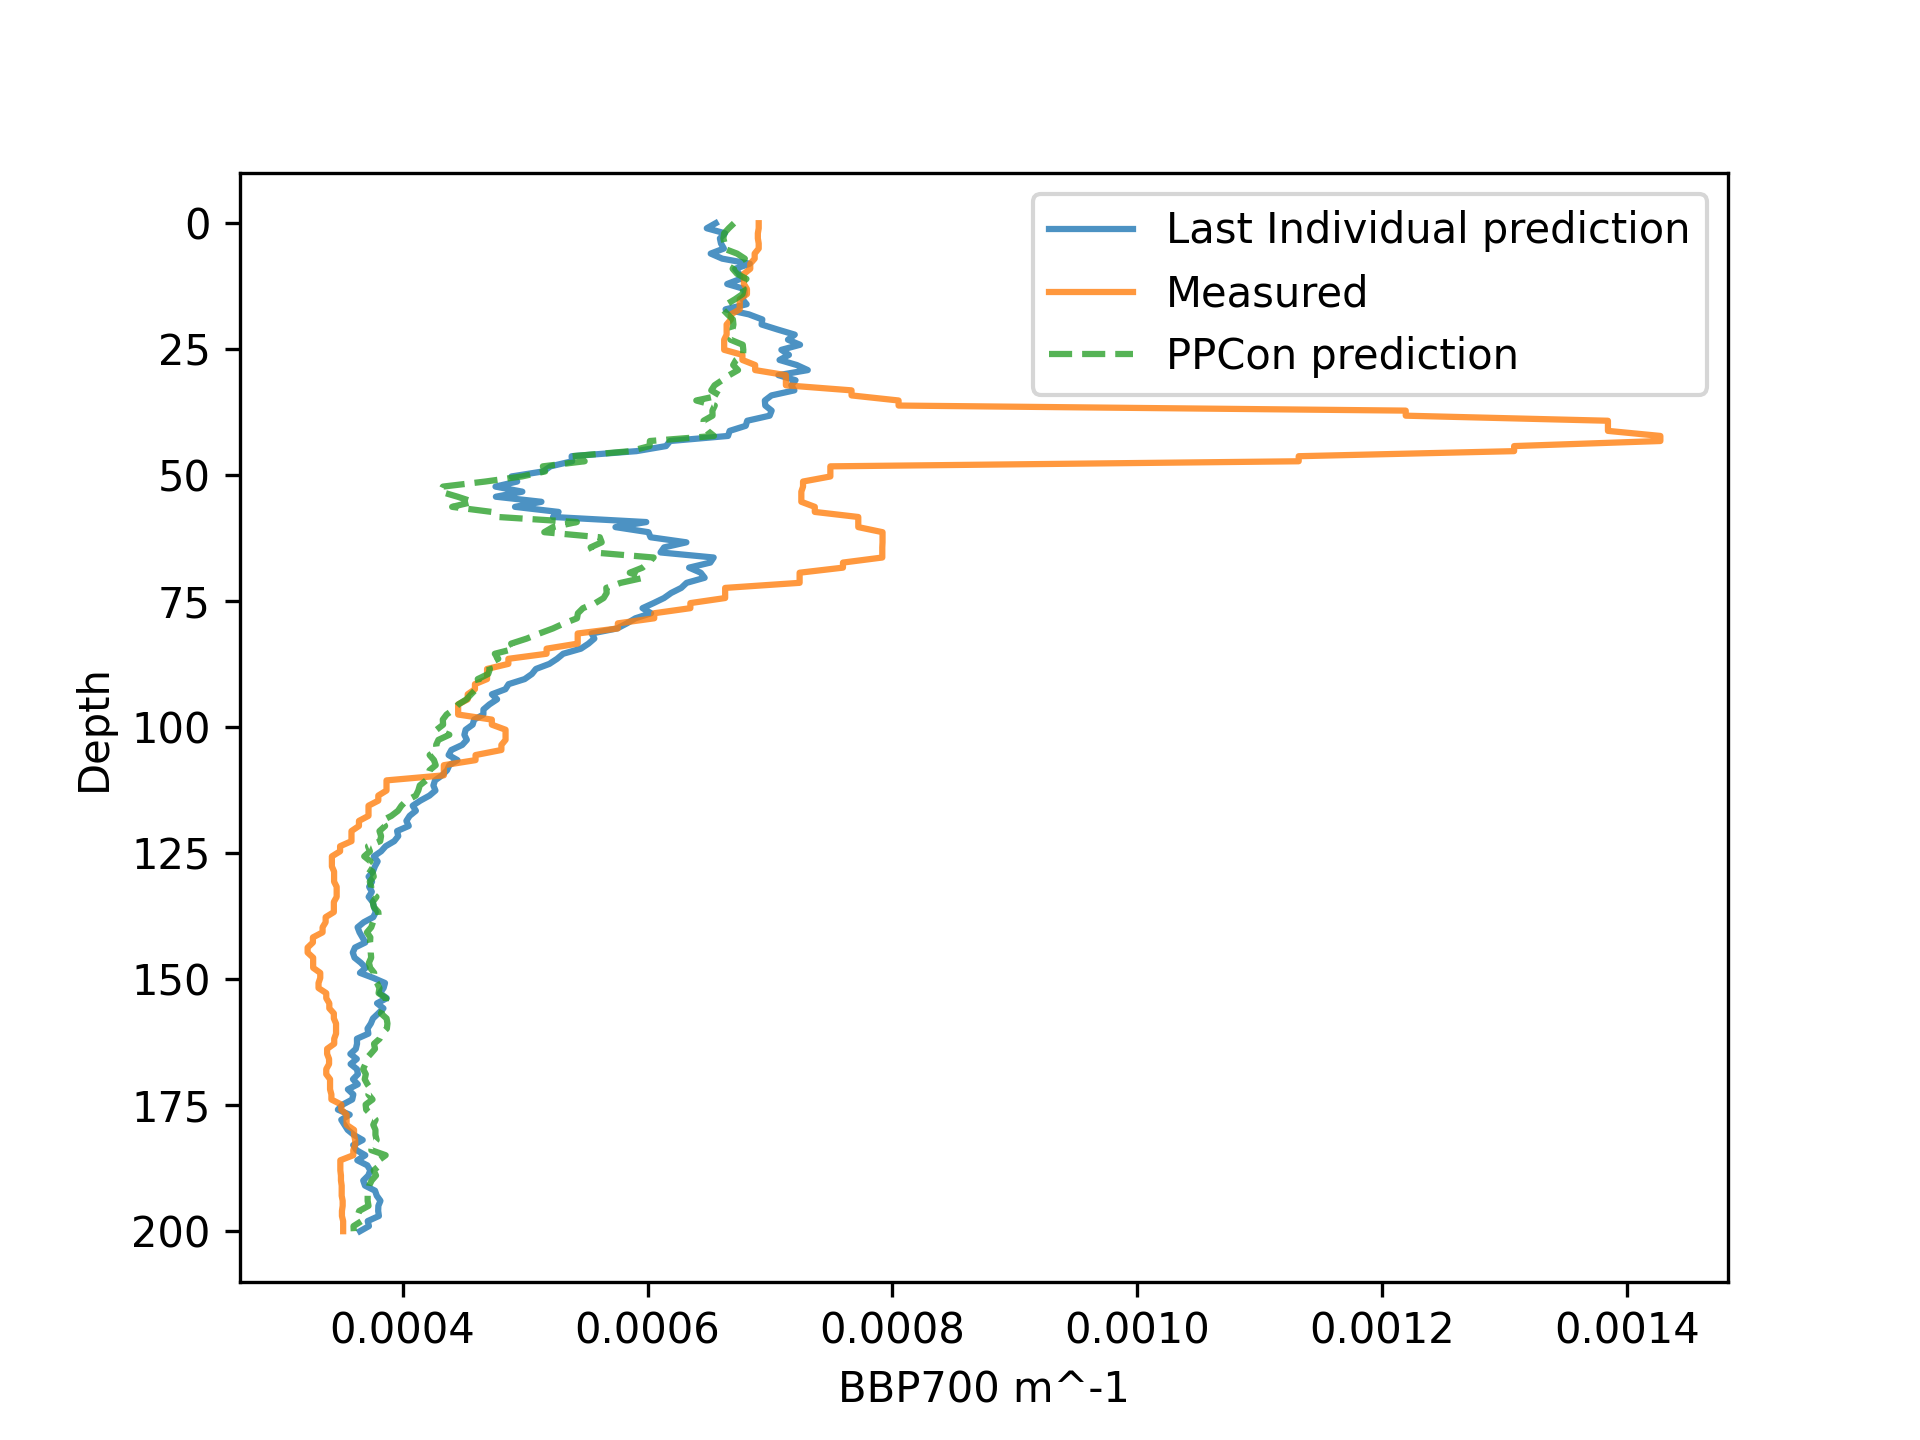 Last Individual prediction
Measured
PPCon prediction
0
25
50
75
100
125
150
175
200
Depth
0.0004 0.0006 0.0008 0.0010 0.0012 0.0014
BBP700 m^-1